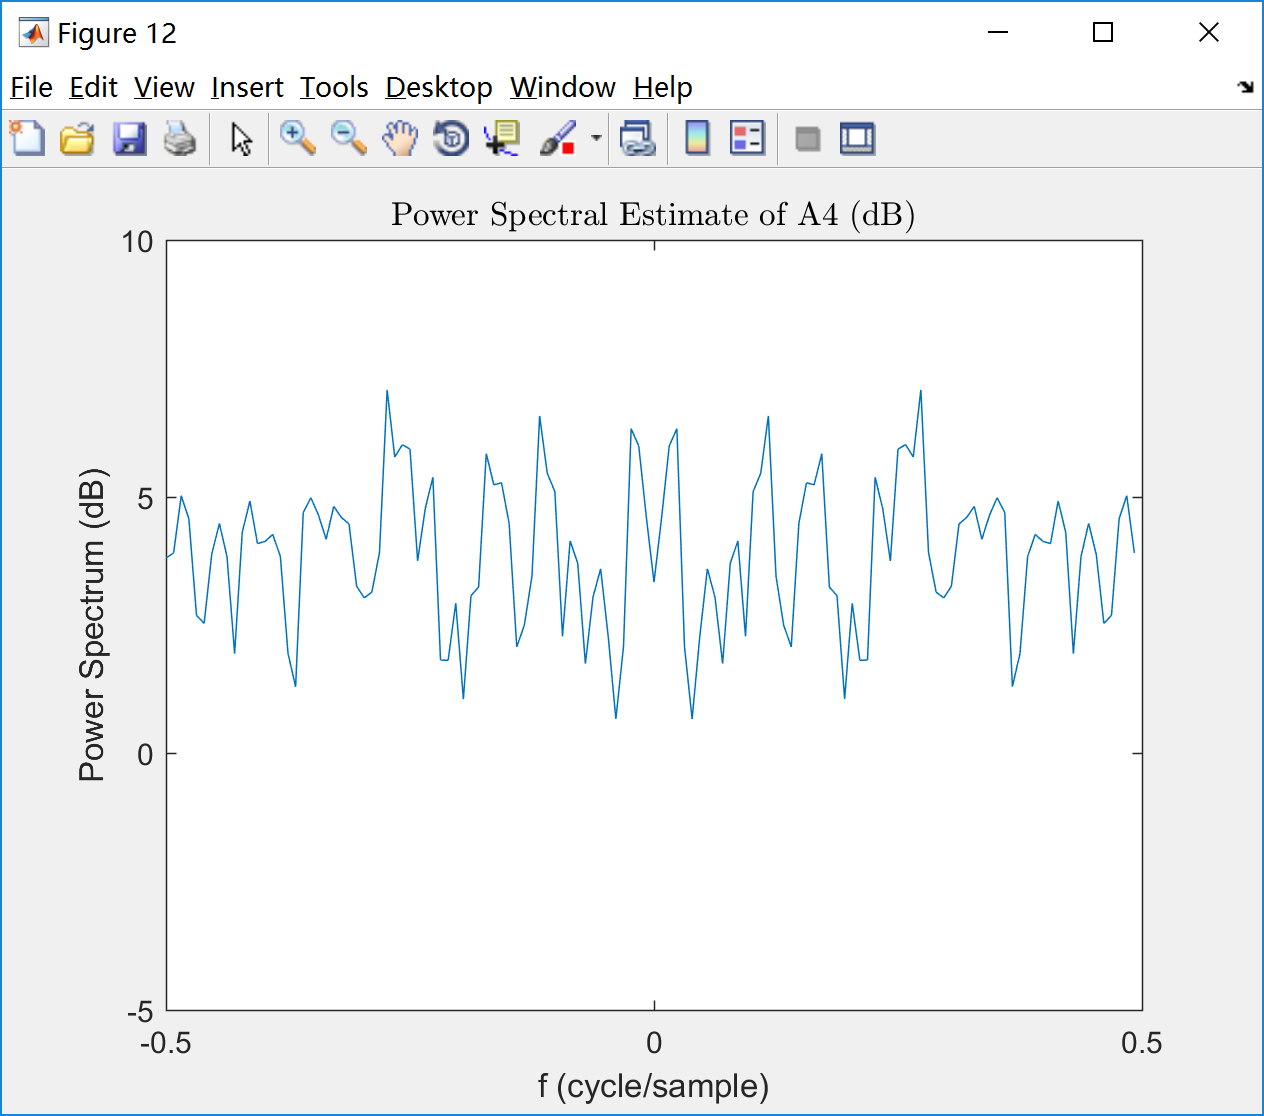 Figure 12
File Edit View Insert Tools Desktop Window Help
Power Spectral Estimate of A4 (dB)
10
5
0
-5
Power Spectrum (dB)
-0.5 0 0.5
f (cycle/sample)